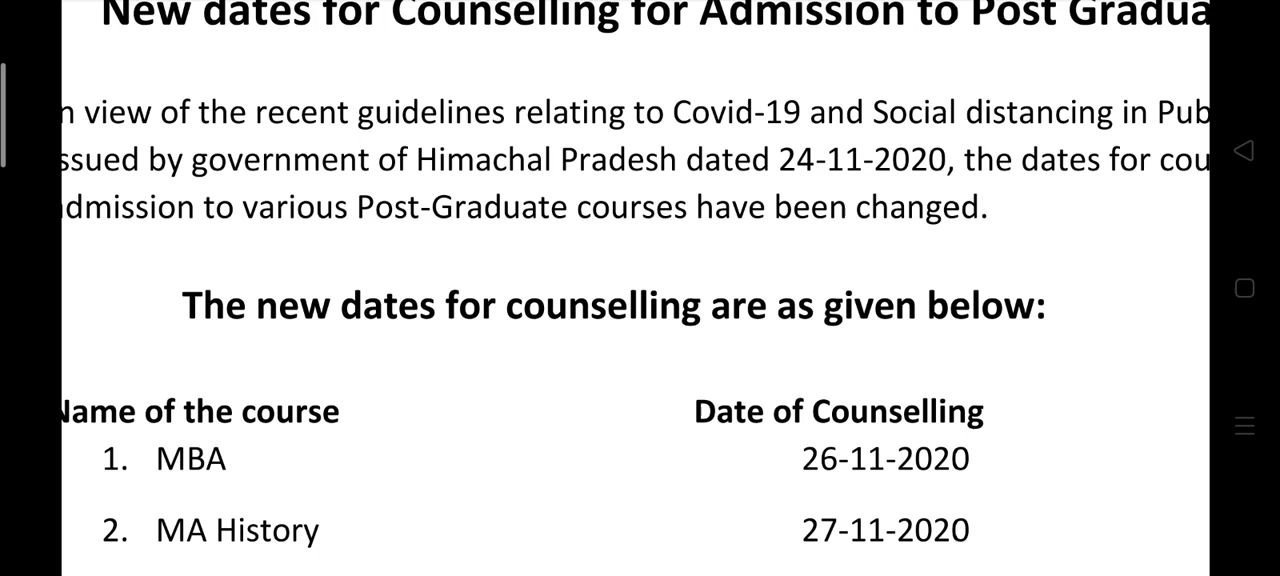 New dates for Counselling for Admission to Post Gradua
n view of the recent guidelines relating to Covid-19 and Social distancing in Pub
ssued by government of Himachal Pradesh dated 24-11-2020, the dates for cou
dmission to various Post-Graduate courses have been changed.
The new dates for counselling are as given below:
Name of the course Date of Counselling
1. MBA 26-11-2020
2. MA History 27-11-2020